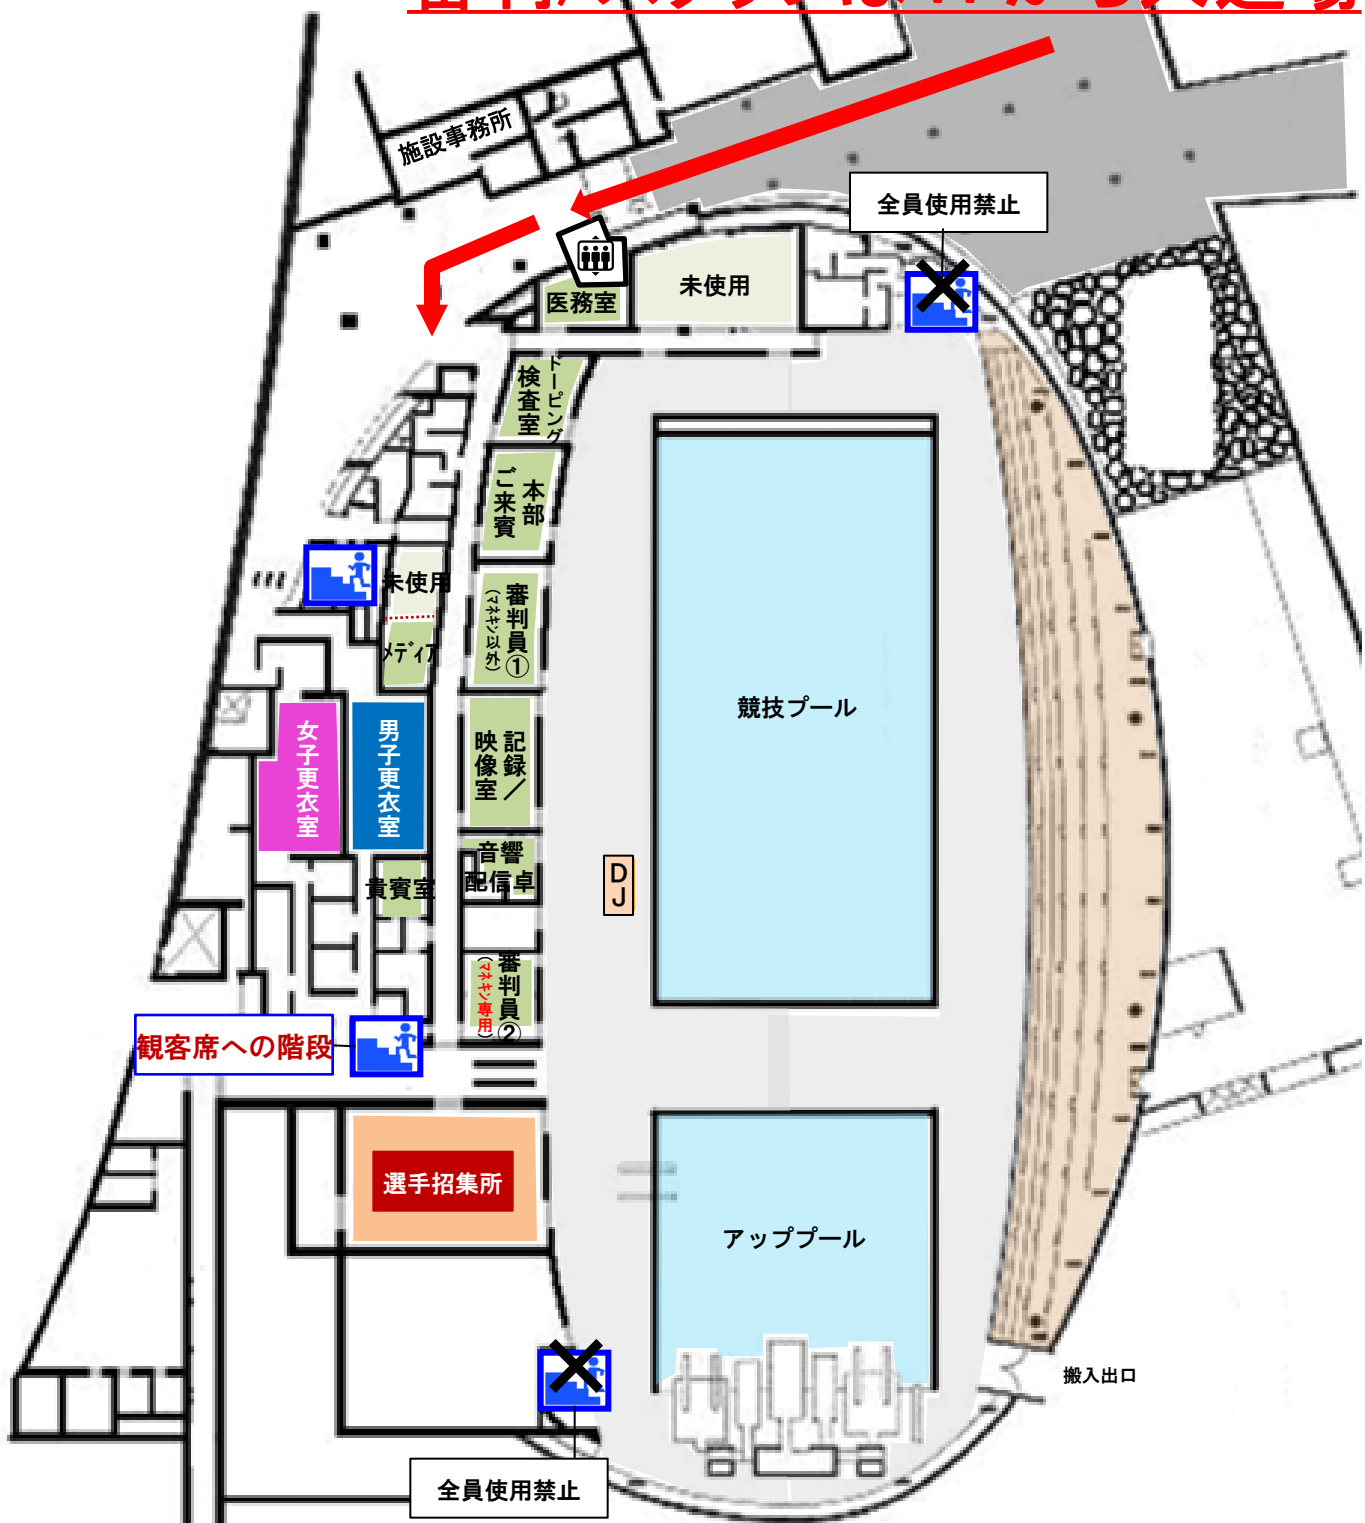 施設事務所
全員使用禁止
未使用
医務室
ドーピング
検査室
本部
ご来賓
未使用
審判員①
(マネキン以外)
メディア
競技プール
女子更衣室
男子更衣室
記録／
映像室
音響
配信卓
DJ
貴賓室
審判員②
(マネキン専用)
観客席への階段
選手招集所
アッププール
搬入出口
全員使用禁止